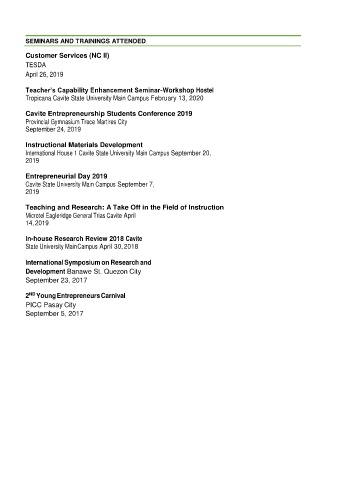 SEMINARS AND TRAININGS ATTENDED
Customer Services (NC II)
TESDA
April 26, 2019
Teacher's Capability Enhancement Seminar-Workshop Hostel
Tropicana Cavite State University Main Campus February 13, 2020
Cavite Entrepreneurship Students Conference 2019
Provincial Gymnasium Trece Martires City
September 24, 2019
Instructional Materials Development
International House 1 Cavite State University Main Campus September 20,
2019
Entrepreneurial Day 2019
Cavite State University Main Campus September 7,
2019
Teaching and Research: A Take Off in the Field of Instruction
Microtel Eagleridge General Trias Cavite April
14, 2019
In-house Research Review 2018 Cavite
State University MainCampus April 30, 2018
International Symposium on Research and
Development Banawe St. Quezon City
September 23, 2017
2ND Young Entrepreneurs Carnival
PICC Pasay City
September 5, 2017